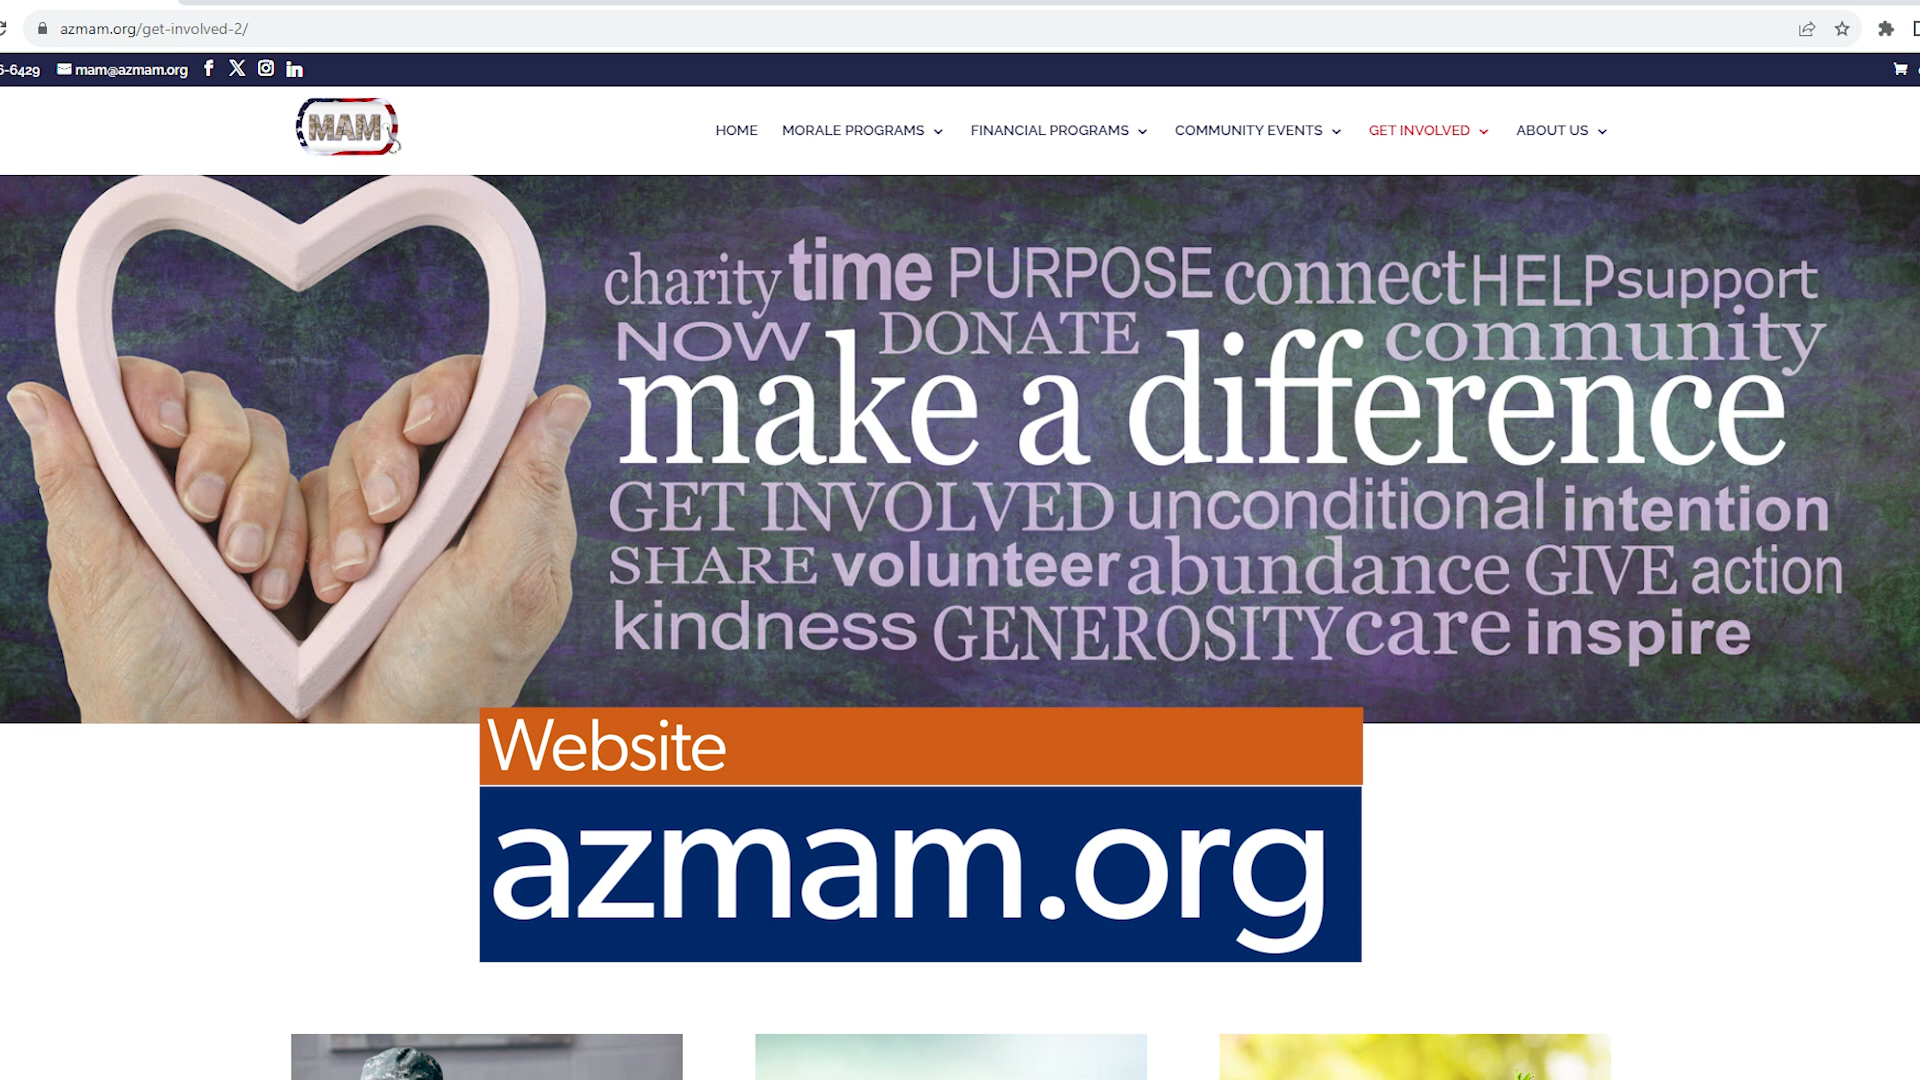 azmam.org/get-involved-2/
6-6429 mam@azmam.org
MAM
HOME MORALE PROGRAMS FINANCIAL PROGRAMS COMMUNITY EVENTS GET INVOLVED ABOUT US
charity time PURPOSE connect HELP support
NOW DONATE community
make a difference
GET INVOLVED unconditional intention
SHARE volunteer abundance GIVE action
kindness GENEROSITY care inspire
Website
azmam.org